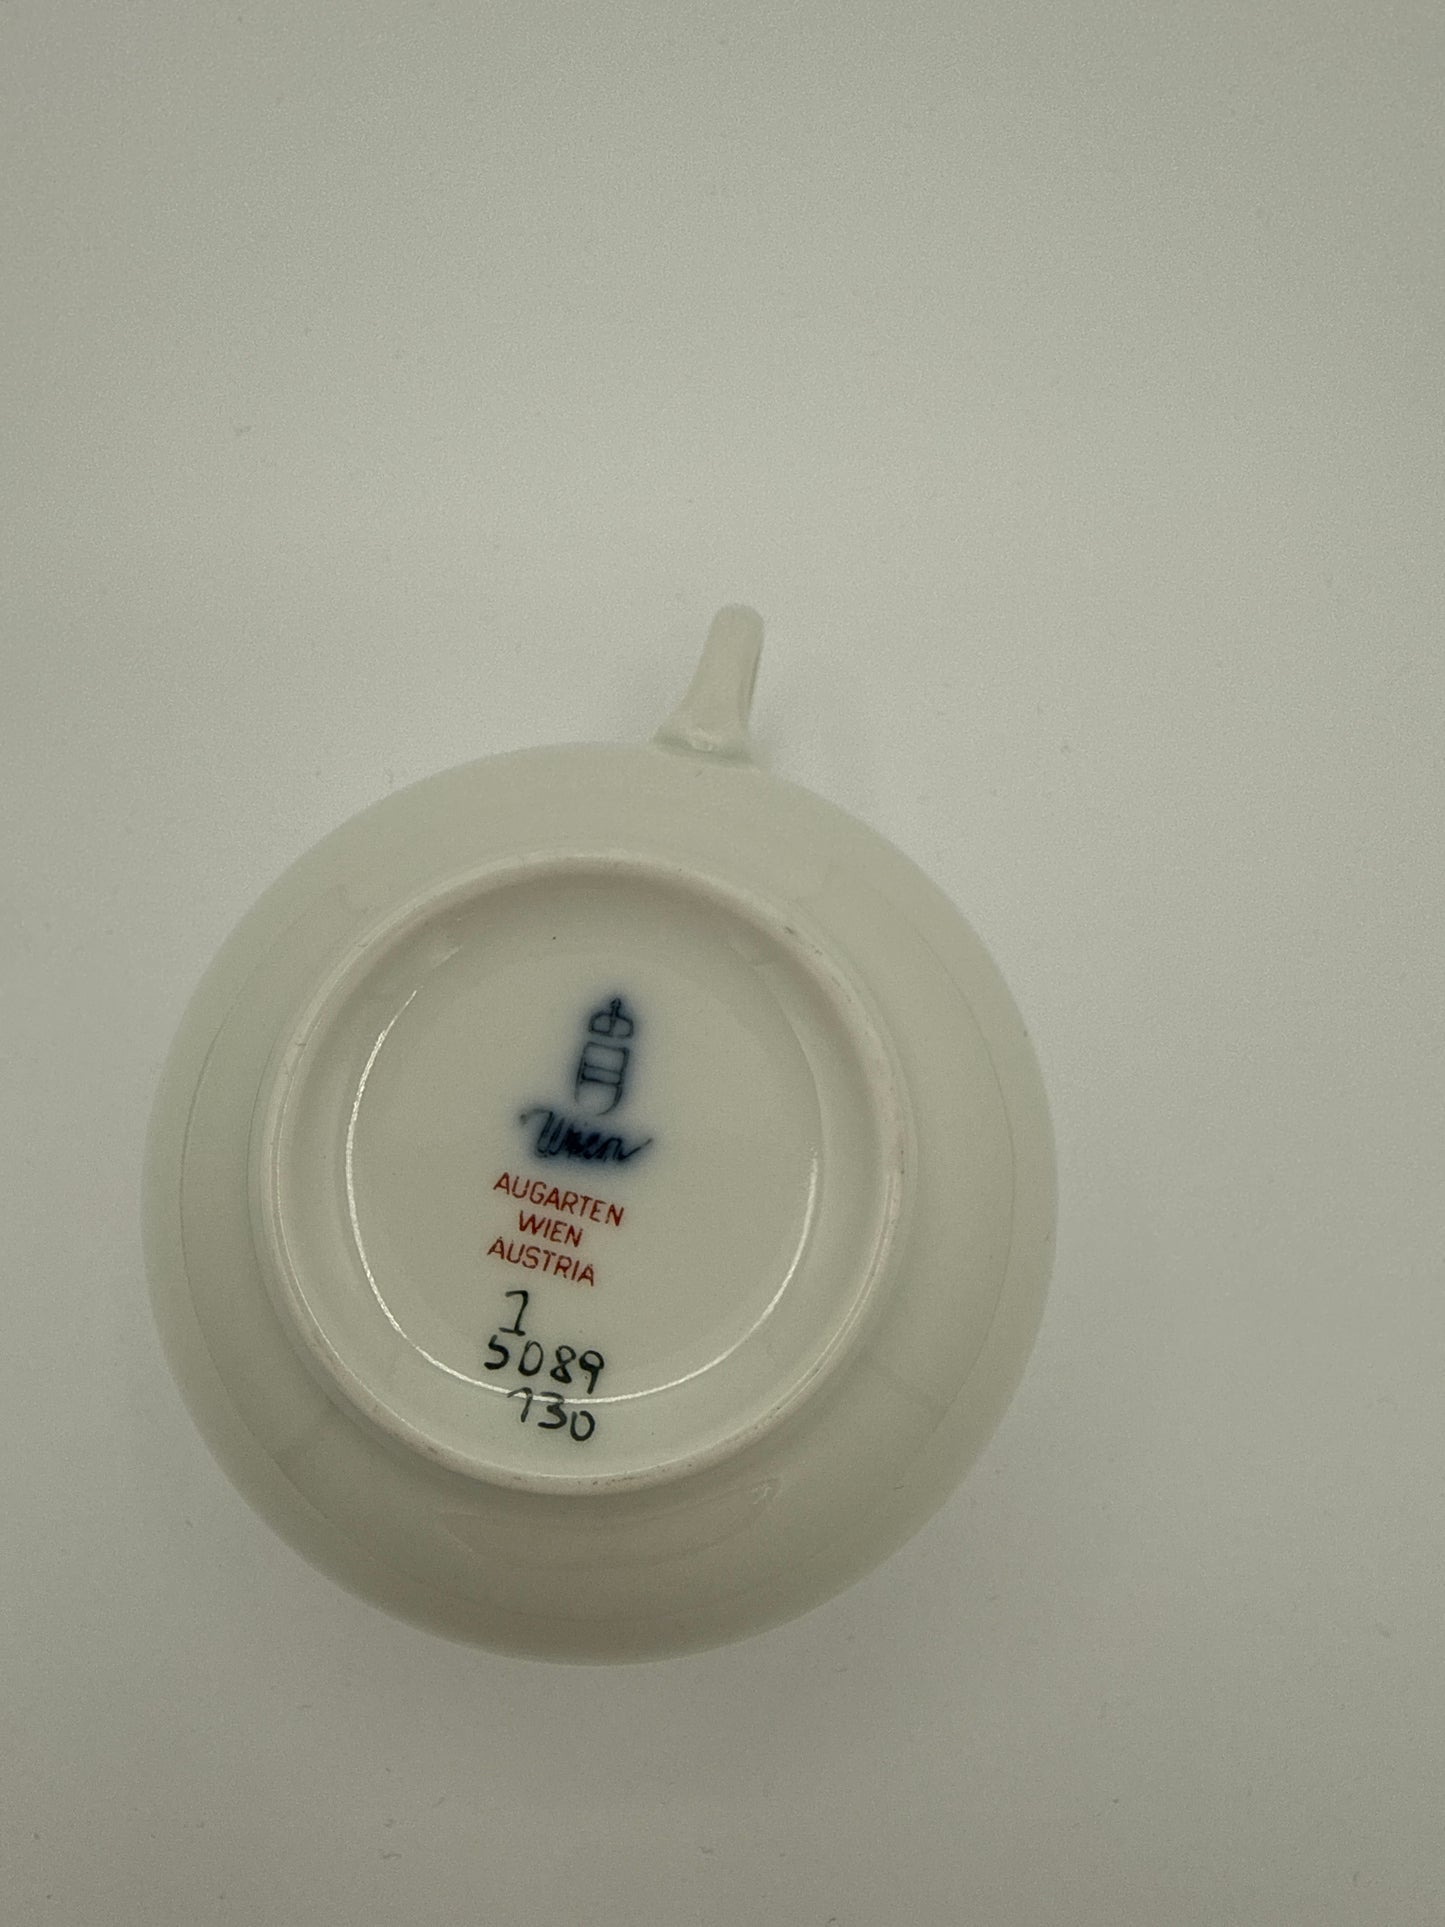 Wien
AUGARTEN
WIEN
AUSTRIA
1
5089
130